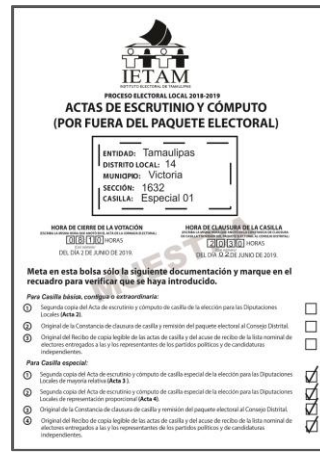 IETAM
INSTITUTO ELECTORAL DE TAMAULIPAS
PROCESO ELECTORAL LOCAL 2018-2019
ACTAS DE ESCRUTINIO Y CÓMPUTO
(POR FUERA DEL PAQUETE ELECTORAL)
ENTIDAD: Tamaulipas
DISTRITO LOCAL: 14
MUNICIPIO: Victoria
SECCIÓN: 1632
CASILLA: Especial 01
HORA DE CIERRE DE LA VOTACIÓN
HORAS
DEL DÍA 2 DE JUNIO DE 2019.
HORA DE CLAUSURA DE LA CASILLA
20 30 HORAS
DEL DÍA 02 DE JUNIO DE 2019.
MUESTRA
Meta en esta bolsa sólo la siguiente documentación y marque en el
recuadro para verificar que se haya introducido.
Para Casilla básica, contigua o extraordinaria:
1 Segunda copia del Acta de escrutinio y cómputo de casilla de la elección para las Diputaciones
Locales (Acta 2).
2 Original de la Constancia de clausura de casilla y remisión del paquete electoral al Consejo Distrital.
3 Original del Recibo de copia legible de las actas de casilla y del acuse de recibo de la lista nominal de
electores entregados a las y los representantes de los partidos políticos y de candidaturas
independientes.
Para Casilla especial:
1 Segunda copia del Acta de escrutinio y cómputo de casilla especial de la elección para las Diputaciones
Locales de mayoría relativa (Acta 3).
2 Segunda copia del Acta de escrutinio y cómputo de casilla especial de la elección para las Diputaciones
Locales de representación proporcional (Acta 4).
3 Original de la Constancia de clausura de casilla y remisión del paquete electoral al Consejo Distrital.
4 Original del Recibo de copia legible de las actas de casilla y del acuse de recibo de la lista nominal de
electores entregados a las y los representantes de los partidos políticos y de candidaturas
independientes.